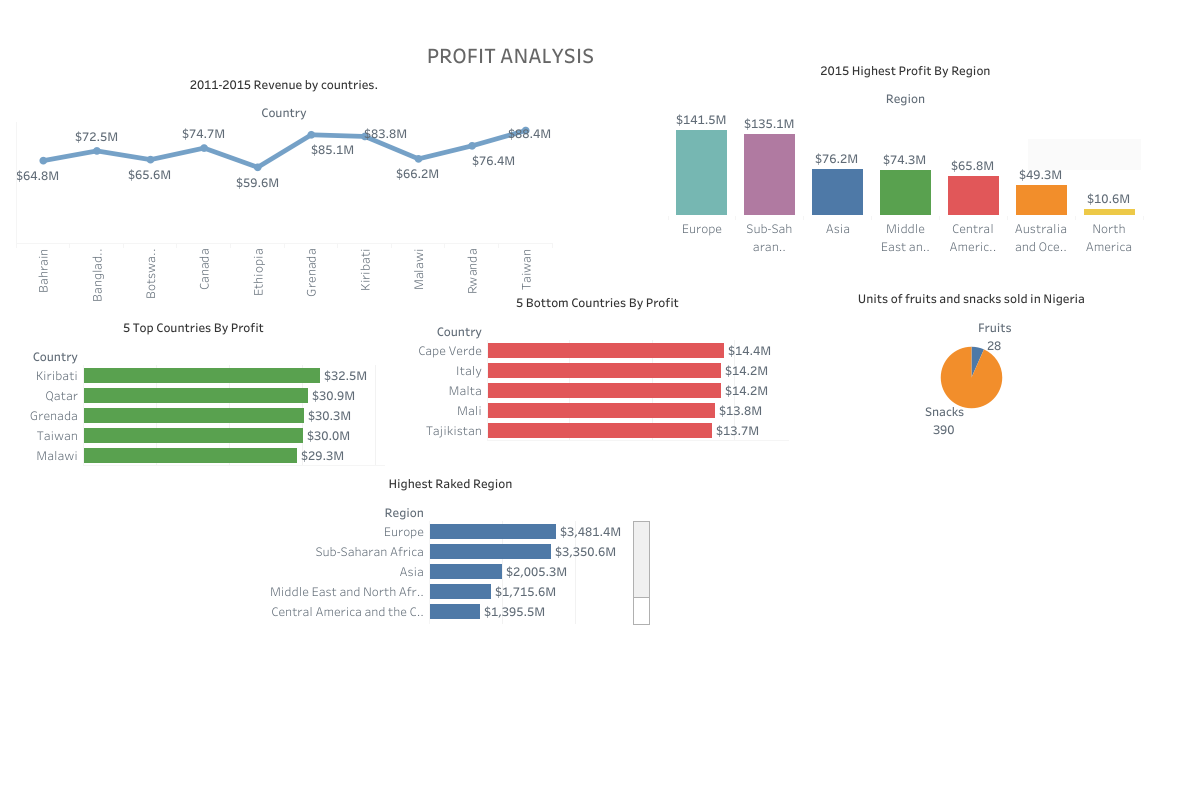 PROFIT ANALYSIS
2011-2015 Revenue by countries.
Country
$64.8M
$72.5M
$65.6M
$74.7M
$59.6M
$85.1M
$83.8M
$66.2M
$76.4M
$88.4M
Bahrain
Banglad..
Botswa..
Canada
Ethiopia
Grenada
Kiribati
Malawi
Rwanda
Taiwan
2015 Highest Profit By Region
Region
$141.5M
$135.1M
$76.2M
$74.3M
$65.8M
$49.3M
$10.6M
Europe
Sub-Sah
aran..
Asia
Middle
East an..
Central
Americ..
Australia
and Oce..
North
America
5 Top Countries By Profit
Country
Kiribati $32.5M
Qatar $30.9M
Grenada $30.3M
Taiwan $30.0M
Malawi $29.3M
5 Bottom Countries By Profit
Country
Cape Verde $14.4M
Italy $14.2M
Malta $14.2M
Mali $13.8M
Tajikistan $13.7M
Units of fruits and snacks sold in Nigeria
Fruits
28
Snacks
390
Highest Raked Region
Region
Europe $3,481.4M
Sub-Saharan Africa $3,350.6M
Asia $2,005.3M
Middle East and North Afr.. $1,715.6M
Central America and the C.. $1,395.5M